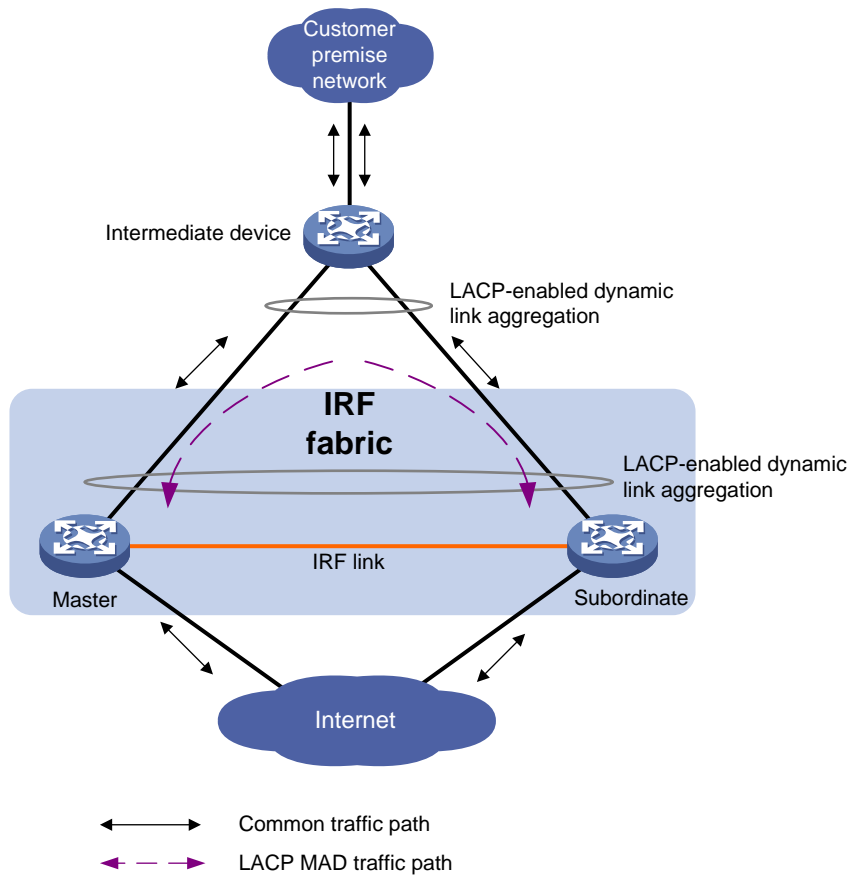 Customer
premise
network
Intermediate device
LACP-enabled dynamic
link aggregation
IRF
fabric
LACP-enabled dynamic
link aggregation
IRF link
Master
Subordinate
Internet
Common traffic path
LACP MAD traffic path